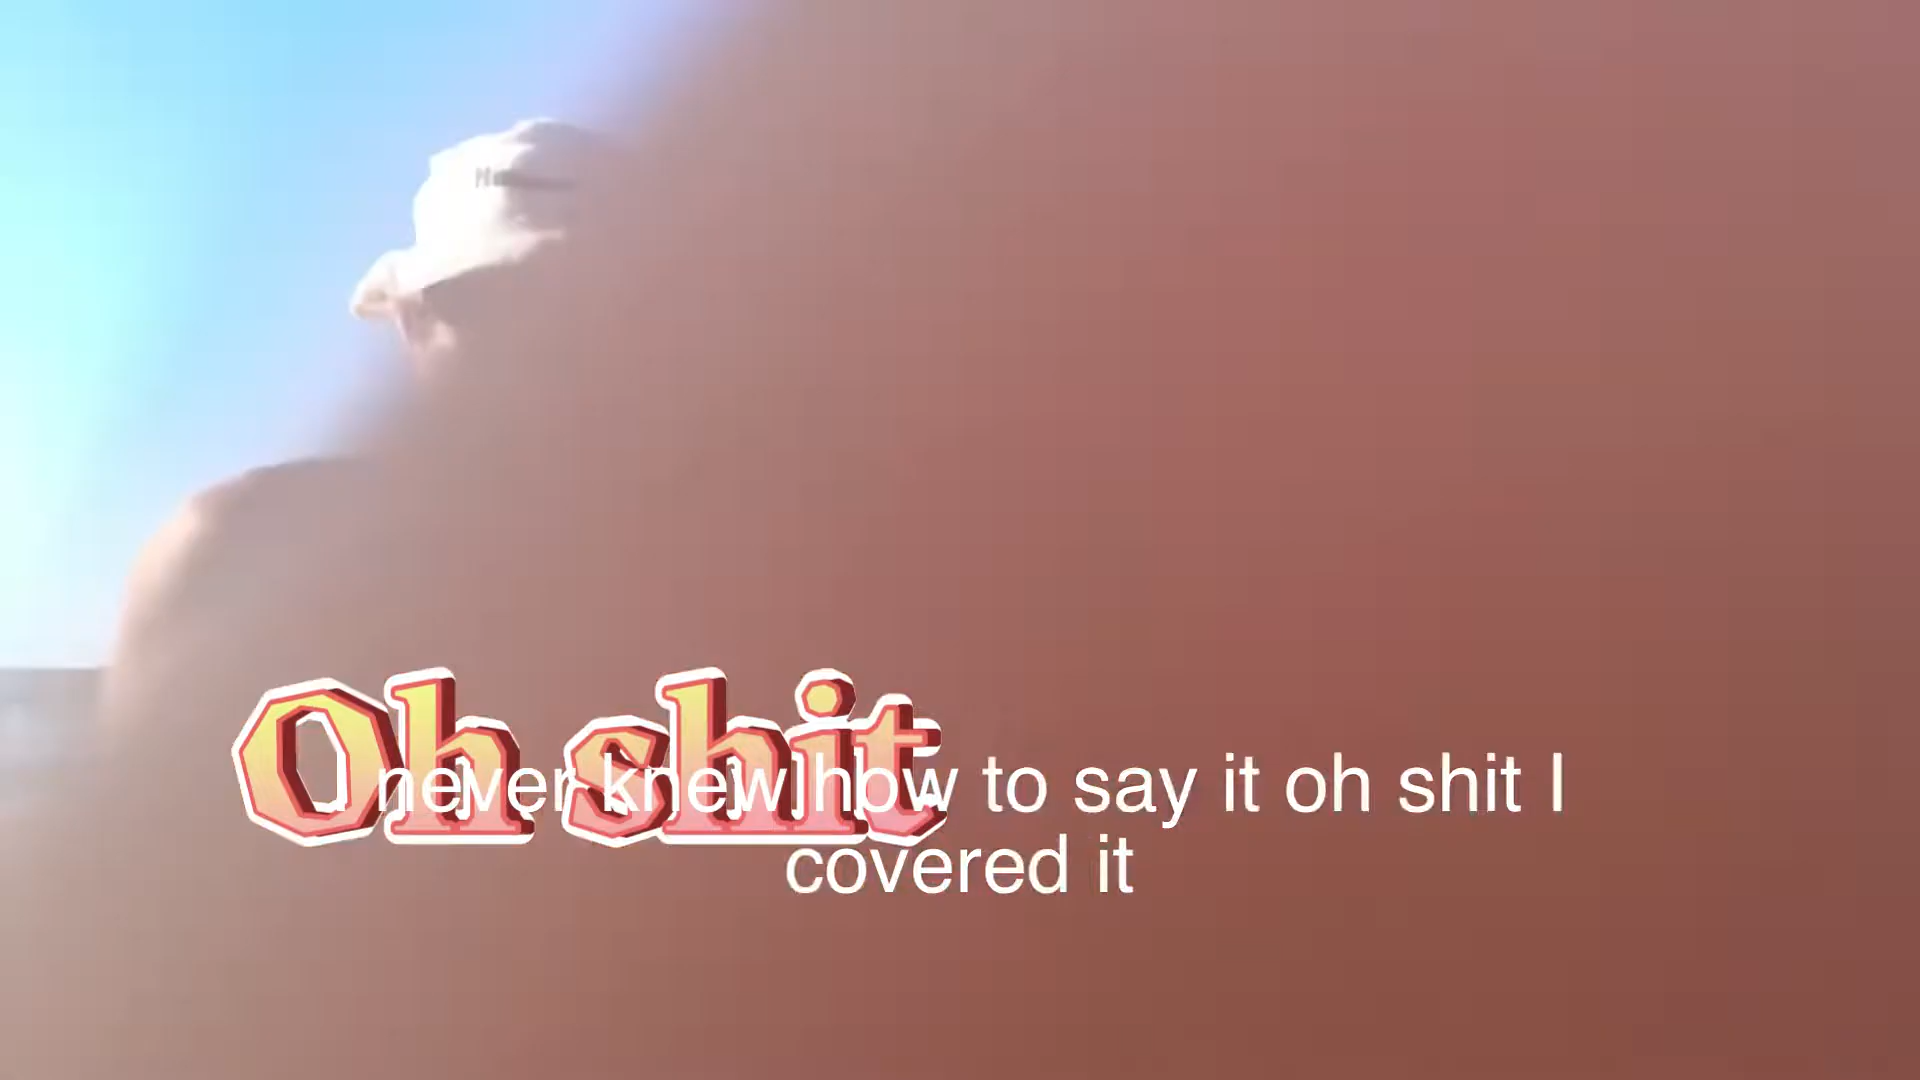 Oh shit
I never knew how to say it oh shit I
covered it